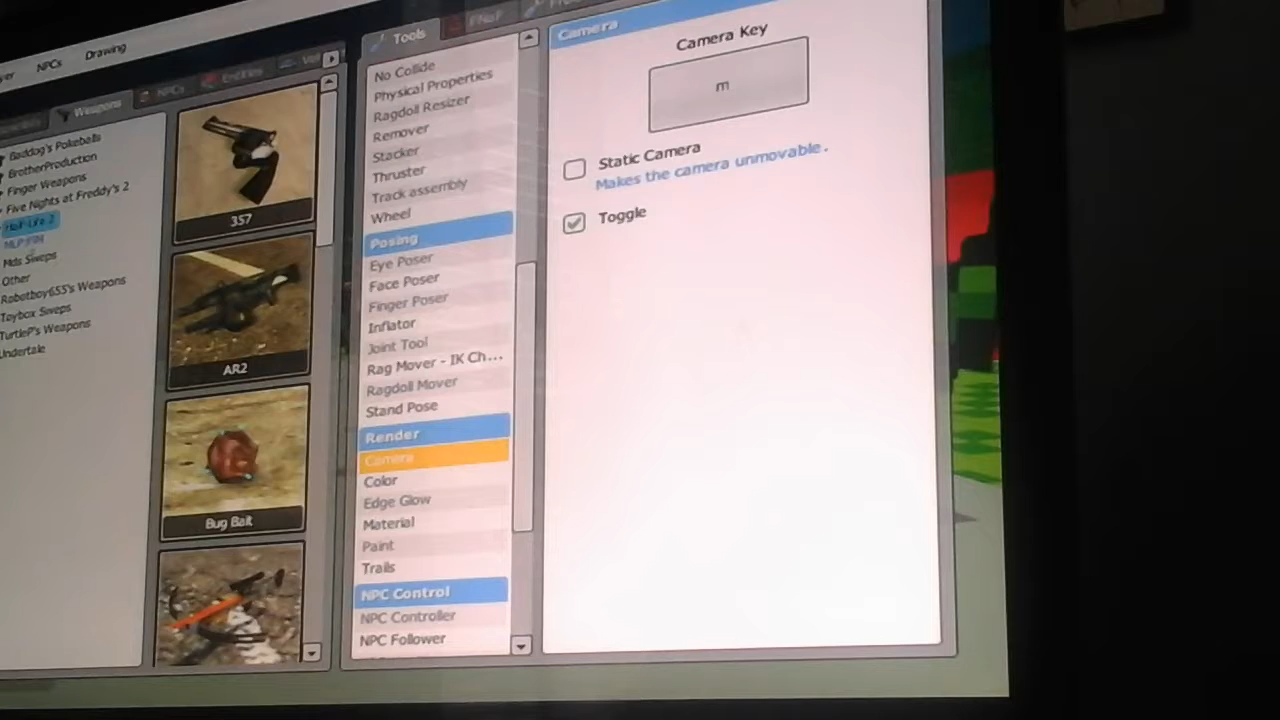 NPCs
Drawing
Weapons
NPCs
Entities
Baddog's Pokeballs
BrotherProduction
Finger Weapons
Five Nights at Freddy's 2
Half-Life 2
Mds Sweps
Other
Robotboy655's Weapons
Toybox Sweps
TurtleP's Weapons
Undertale
357
AR2
Bug Bait
Tools
FNaF
No Collide
Physical Properties
Ragdoll Resizer
Remover
Stacker
Thruster
Track assembly
Wheel
Posing
Eye Poser
Face Poser
Finger Poser
Inflator
Joint Tool
Rag Mover - IK Ch...
Ragdoll Mover
Stand Pose
Render
Camera
Color
Edge Glow
Material
Paint
Trails
NPC Control
NPC Controller
NPC Follower
Camera
Camera Key
m
Static Camera
Makes the camera unmovable.
Toggle